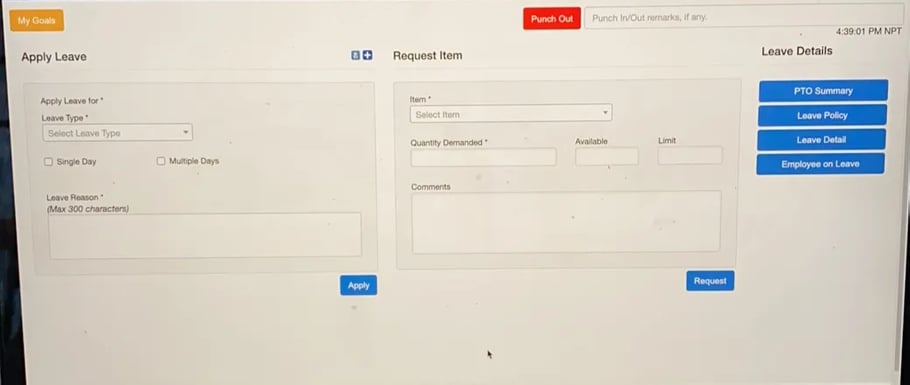 My Goals
Punch Out
Punch In/Out remarks, if any.
4:39:01 PM NPT
Apply Leave
Request Item
Leave Details
Apply Leave for *
Leave Type *
Select Leave Type
Single Day
Multiple Days
Leave Reason *
(Max 300 characters)
Apply
Item *
Select Item
Quantity Demanded *
Available
Limit
Comments
Request
PTO Summary
Leave Policy
Leave Detail
Employee on Leave